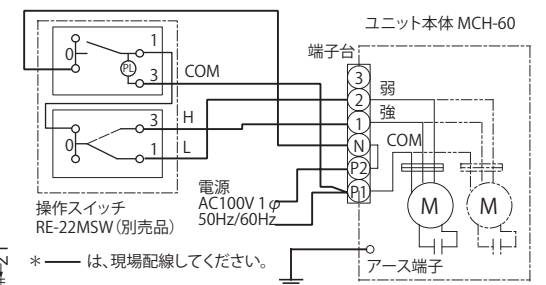 ユニット本体 MCH-60
端子台
0
1
PL
3
COM
0
3
H
1
L
3
2
1
N
P2
P1
弱
強
COM
M
M
電源
AC100V 1φ
50Hz/60Hz
操作スイッチ
RE-22MSW（別売品）
アース端子
＊ は、現場配線してください。